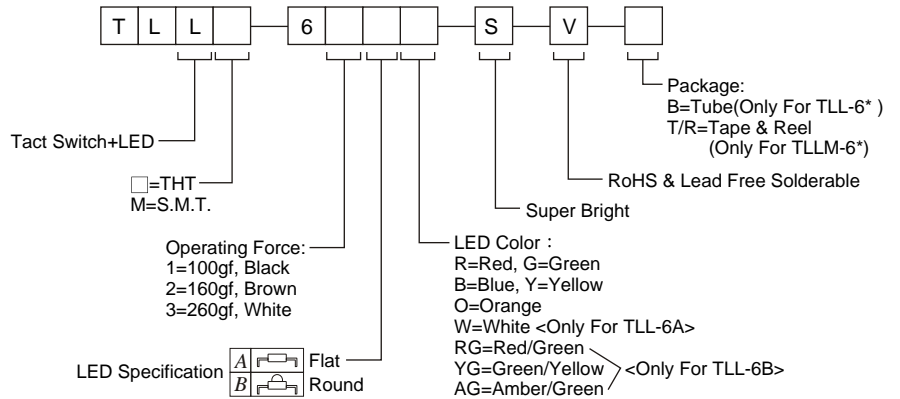 T L L □ 6 □ □ □ S V □
Package:
B=Tube(Only For TLL-6* )
T/R=Tape & Reel
(Only For TLLM-6*)
Tact Switch+LED
RoHS & Lead Free Solderable
□=THT
M=S.M.T.
Super Bright
Operating Force:
1=100gf, Black
2=160gf, Brown
3=260gf, White
LED Color：
R=Red, G=Green
B=Blue, Y=Yellow
O=Orange
W=White <Only For TLL-6A>
RG=Red/Green
YG=Green/Yellow <Only For TLL-6B>
AG=Amber/Green
LED Specification
A Flat
B Round